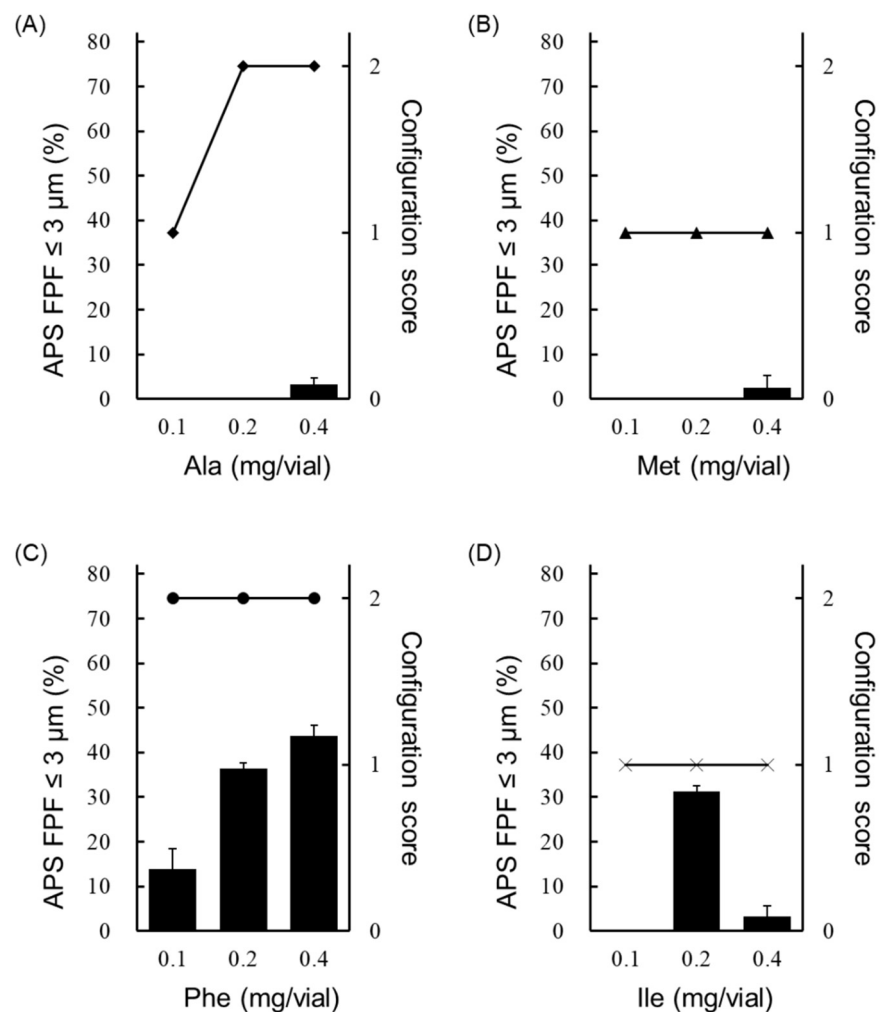 (A)
80
70
60
50
40
30
20
10
0
APS FPF ≤ 3 µm (%)
2
1
0
Configuration score
0.1 0.2 0.4
Ala (mg/vial)
(B)
80
70
60
50
40
30
20
10
0
APS FPF ≤ 3 µm (%)
2
1
0
Configuration score
0.1 0.2 0.4
Met (mg/vial)
(C)
80
70
60
50
40
30
20
10
0
APS FPF ≤ 3 µm (%)
2
1
0
Configuration score
0.1 0.2 0.4
Phe (mg/vial)
(D)
80
70
60
50
40
30
20
10
0
APS FPF ≤ 3 µm (%)
2
1
0
Configuration score
0.1 0.2 0.4
Ile (mg/vial)